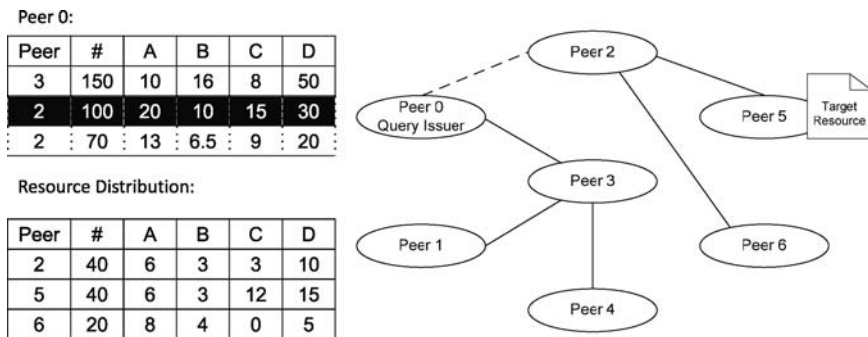 Peer 0:
Peer # A B C D
3 150 10 16 8 50
2 100 20 10 15 30
2 70 13 6.5 9 20
Resource Distribution:
Peer # A B C D
2 40 6 3 3 10
5 40 6 3 12 15
6 20 8 4 0 5
Peer 2
Peer 0
Query Issuer
Peer 5
Target
Resource
Peer 3
Peer 1
Peer 6
Peer 4